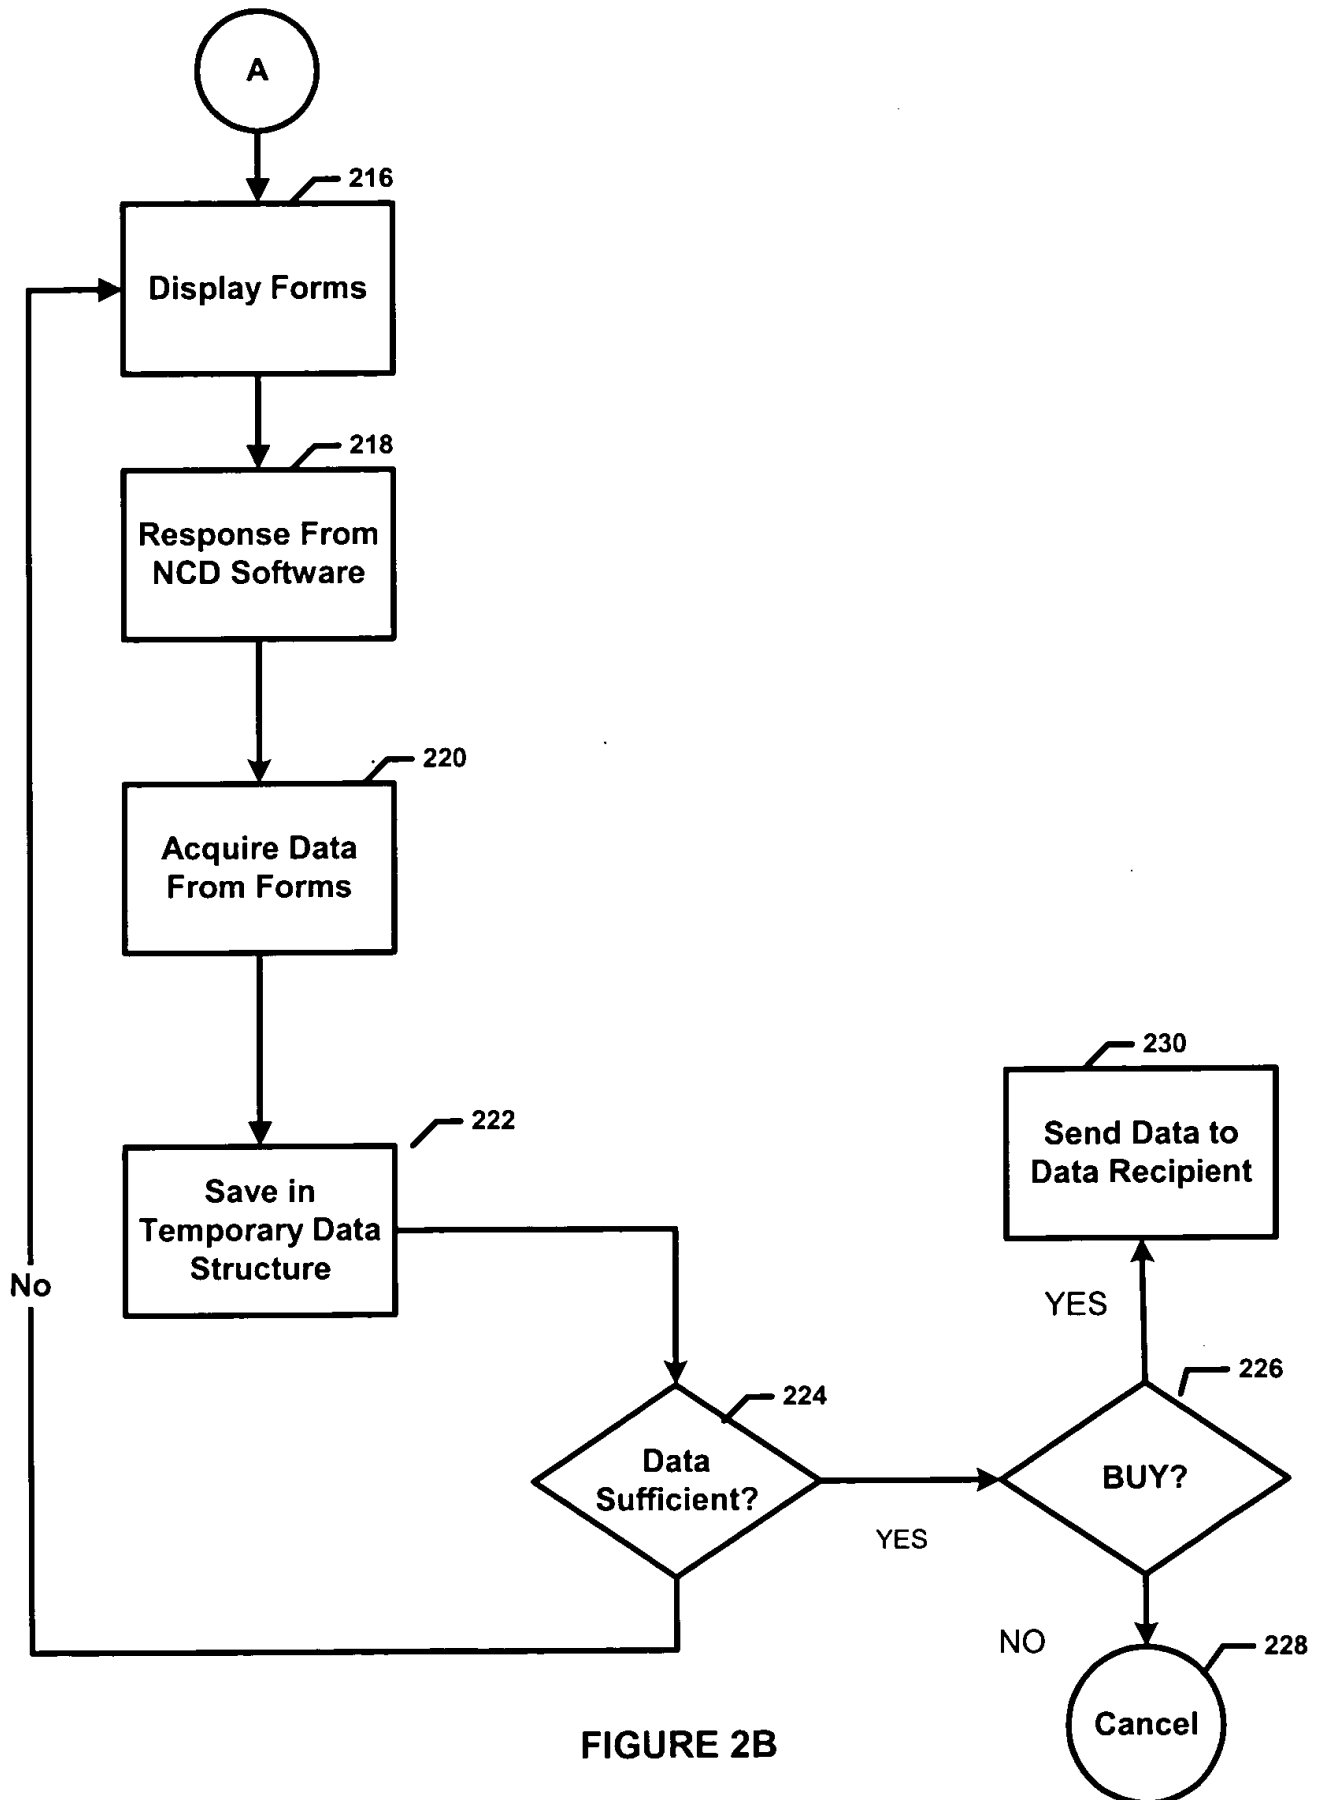 A
216
Display Forms
218
Response From
NCD Software
220
Acquire Data
From Forms
230
Send Data to
Data Recipient
222
Save in
Temporary Data
Structure
No
YES
226
224
Data
Sufficient?
BUY?
YES
NO
228
Cancel
FIGURE 2B